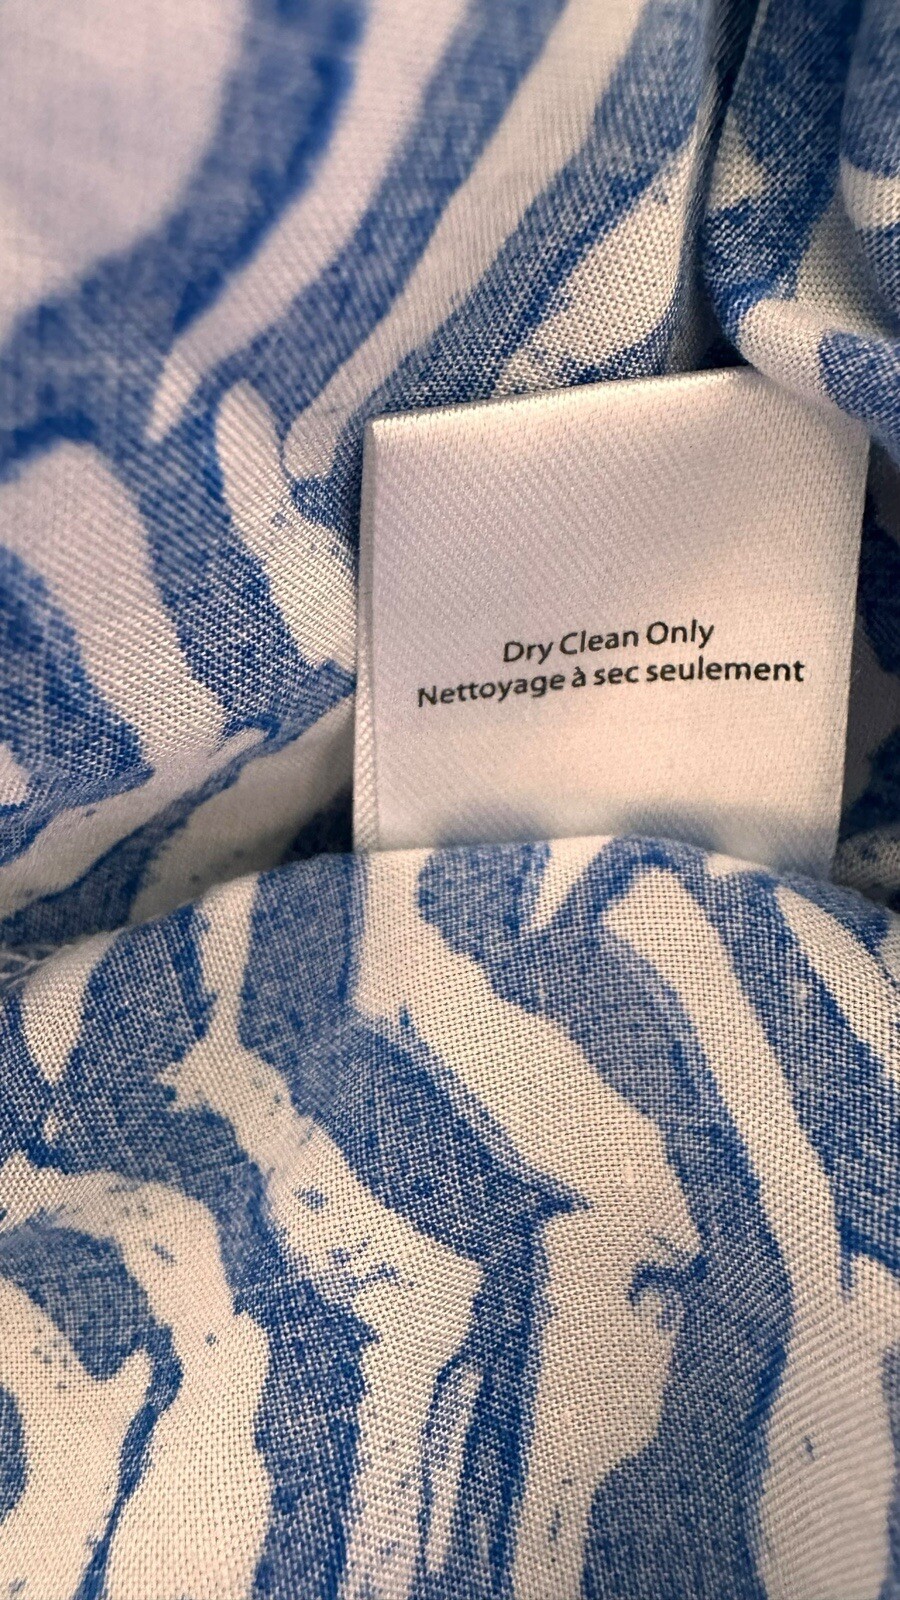 Dry Clean Only
Nettoyage à sec seulement